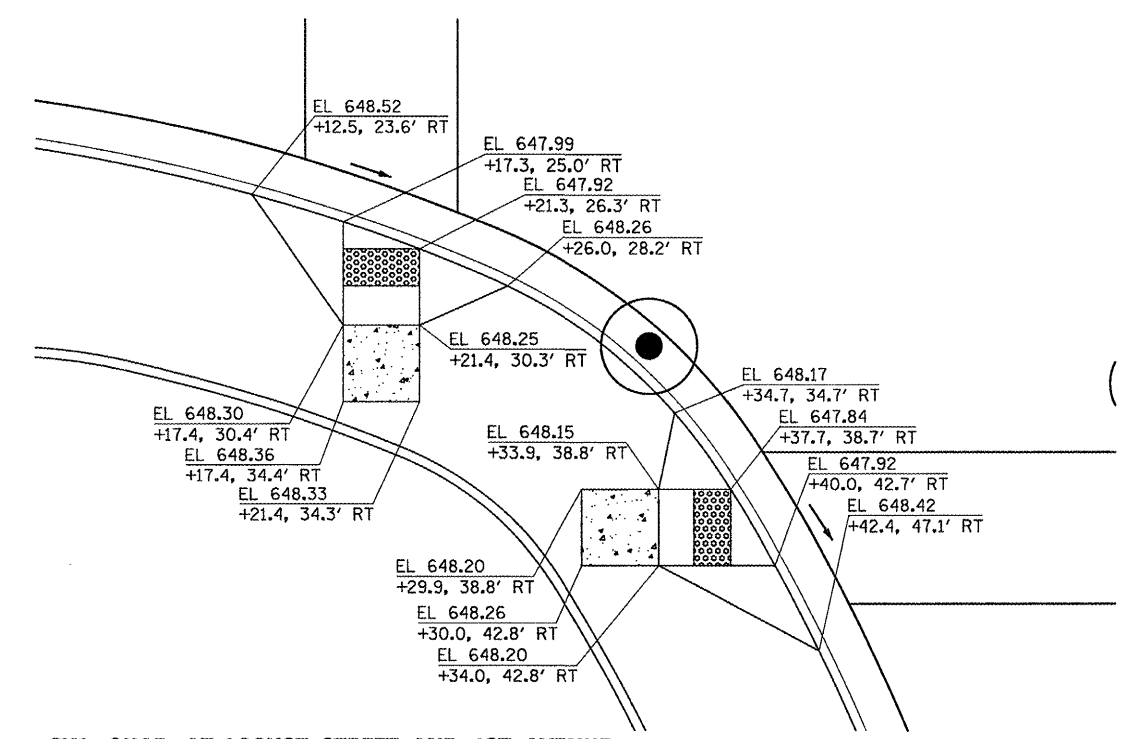 EL 648.52
+12.5, 23.6' RT
EL 647.99
+17.3, 25.0' RT
EL 647.92
+21.3, 26.3' RT
EL 648.26
+26.0, 28.2' RT
EL 648.25
+21.4, 30.3' RT
EL 648.17
+34.7, 34.7' RT
EL 648.30
+17.4, 30.4' RT
EL 647.84
+37.7, 38.7' RT
EL 648.15
+33.9, 38.8' RT
EL 648.36
+17.4, 34.4' RT
EL 647.92
+40.0, 42.7' RT
EL 648.33
+21.4, 34.3' RT
EL 648.42
+42.4, 47.1' RT
EL 648.20
+29.9, 38.8' RT
EL 648.26
+30.0, 42.8' RT
EL 648.20
+34.0, 42.8' RT